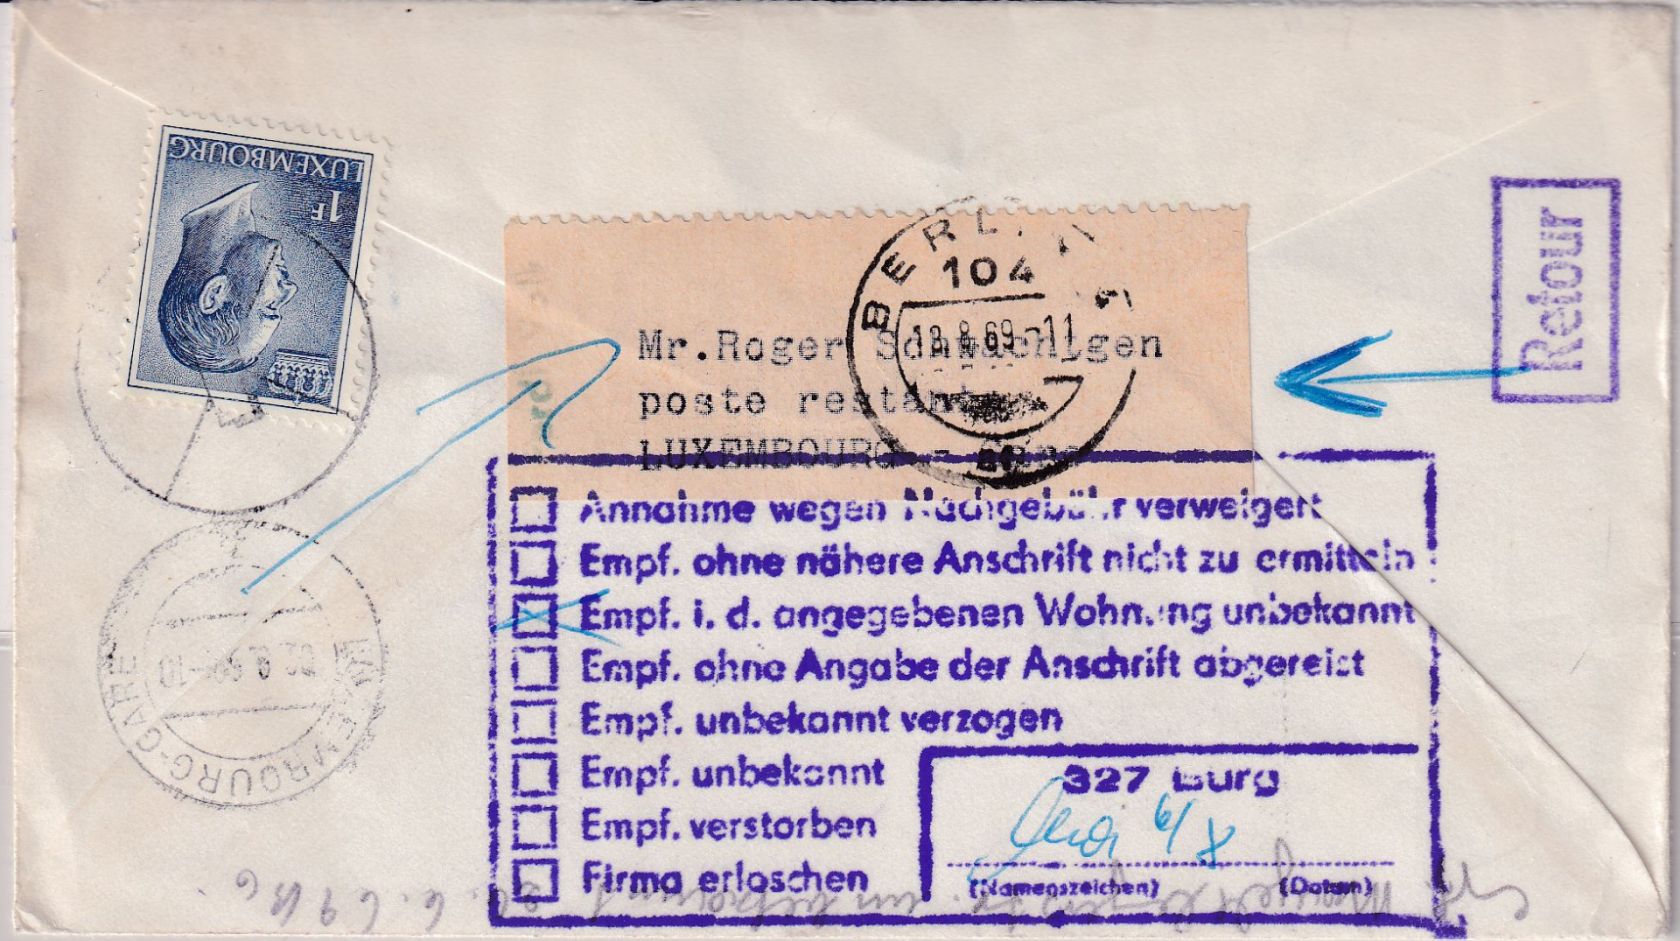 LUXEMBOURG
1F
BERL
104
18.8.69-11
Mr.Roger
poste restante
LUXEMBOURG - Gare
Retour
LUXEMBOURG-GARE
Annahme wegen Nachgebühr verweigert
Empf. ohne nähere Anschrift nicht zu ermitteln
Empf. i. d. angegebenen Wohnung unbekannt
Empf. ohne Angabe der Anschrift abgereist
Empf. unbekannt verzogen
Empf. unbekannt
Empf. verstorben
Firma erloschen
327 Burg
6/X
(Namenszeichen) (Datum)